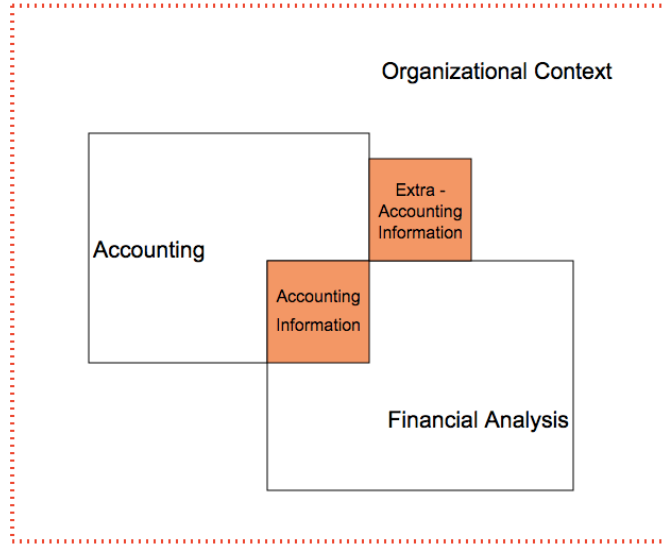 Organizational Context
Extra -
Accounting
Information
Accounting
Accounting
Information
Financial Analysis